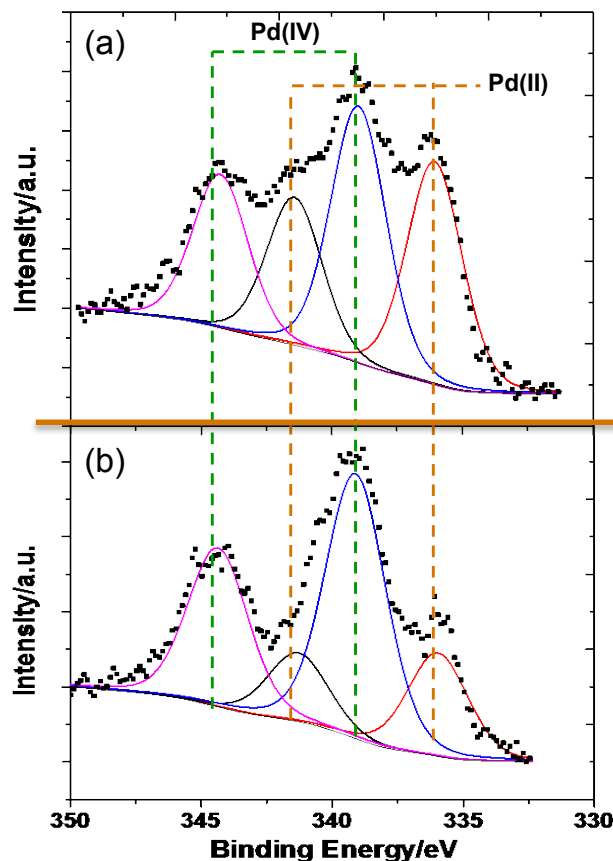 (a)
Pd(IV)
Pd(II)
Intensity/a.u.
(b)
Intensity/a.u.
350 345 340 335 330
Binding Energy/eV